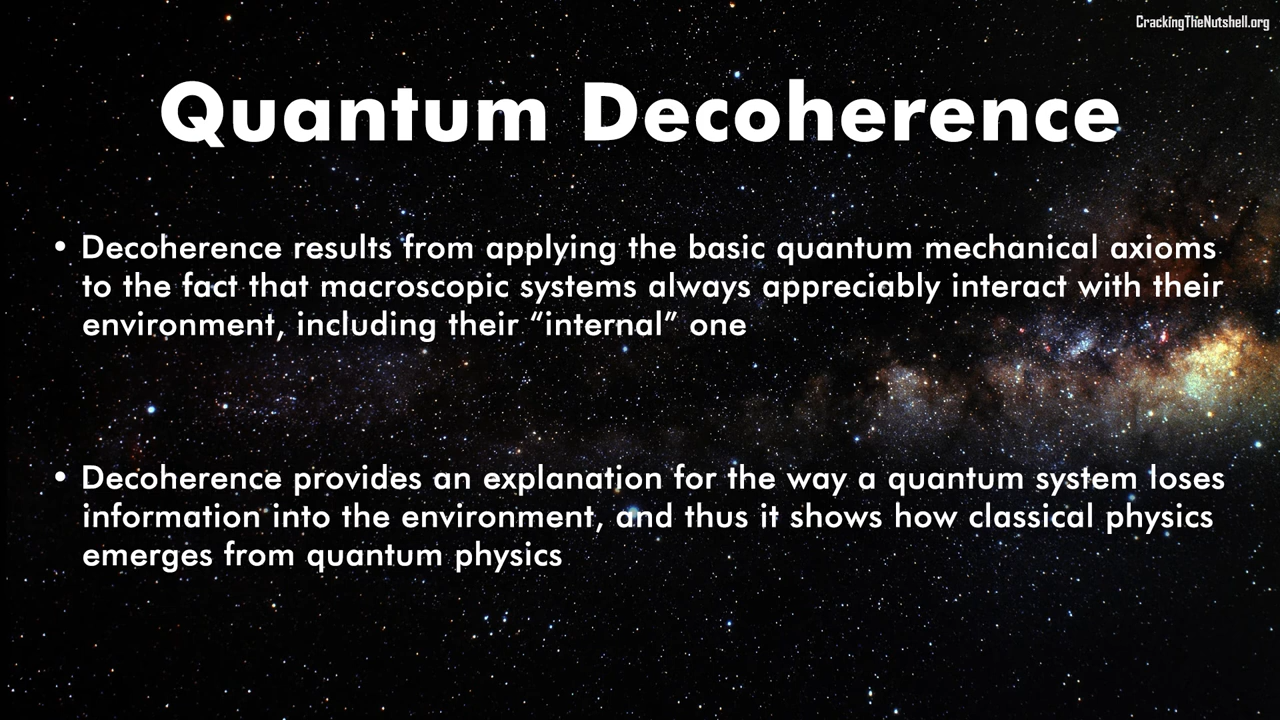 CrackingTheNutshell.org
Quantum Decoherence
• Decoherence results from applying the basic quantum mechanical axioms
to the fact that macroscopic systems always appreciably interact with their
environment, including their “internal” one
• Decoherence provides an explanation for the way a quantum system loses
information into the environment, and thus it shows how classical physics
emerges from quantum physics